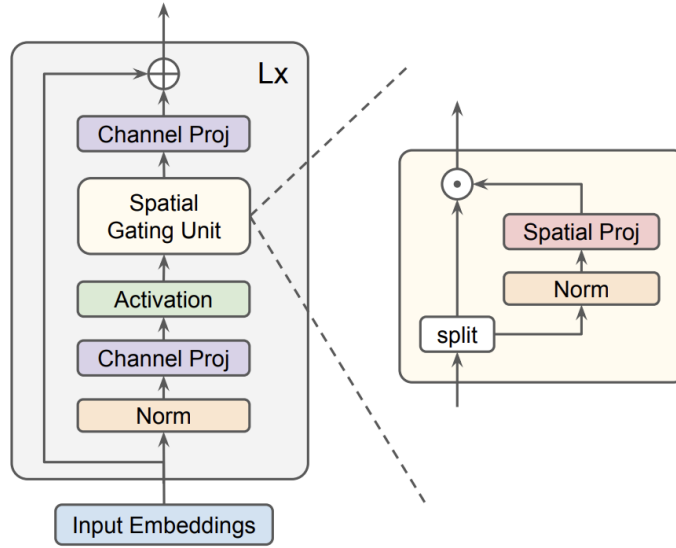 Lx
Channel Proj
Spatial
Gating Unit
Activation
Channel Proj
Norm
Input Embeddings
Spatial Proj
Norm
split